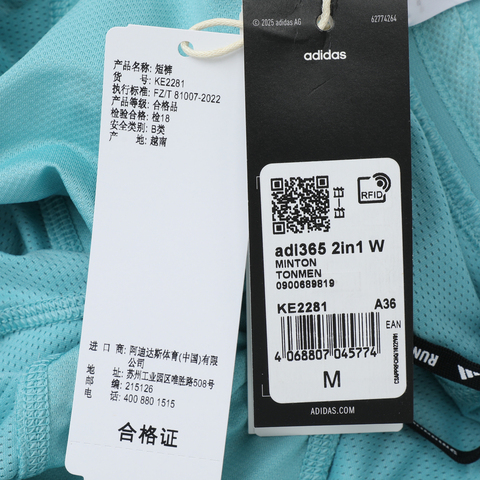 产品名称: 短裤
货 号: KE2281
执行标准: FZ/T 81007-2022
产品等级: 合格品
检验合格: 检18
安全类别: B类
产 地: 越南
进 口 商: 阿迪达斯体育(中国)有限公司
地 址: 苏州工业园区唯胜路508号
邮 编: 215126
电 话: 400 880 1515
合格证
© 2025 adidas AG
62774264
adidas
RFID
adi365 2in1 W
MINTON
TONMEN
0900689819
KE2281
A36
EAN
4 068807 045774
M
ADIDAS.COM
RUN